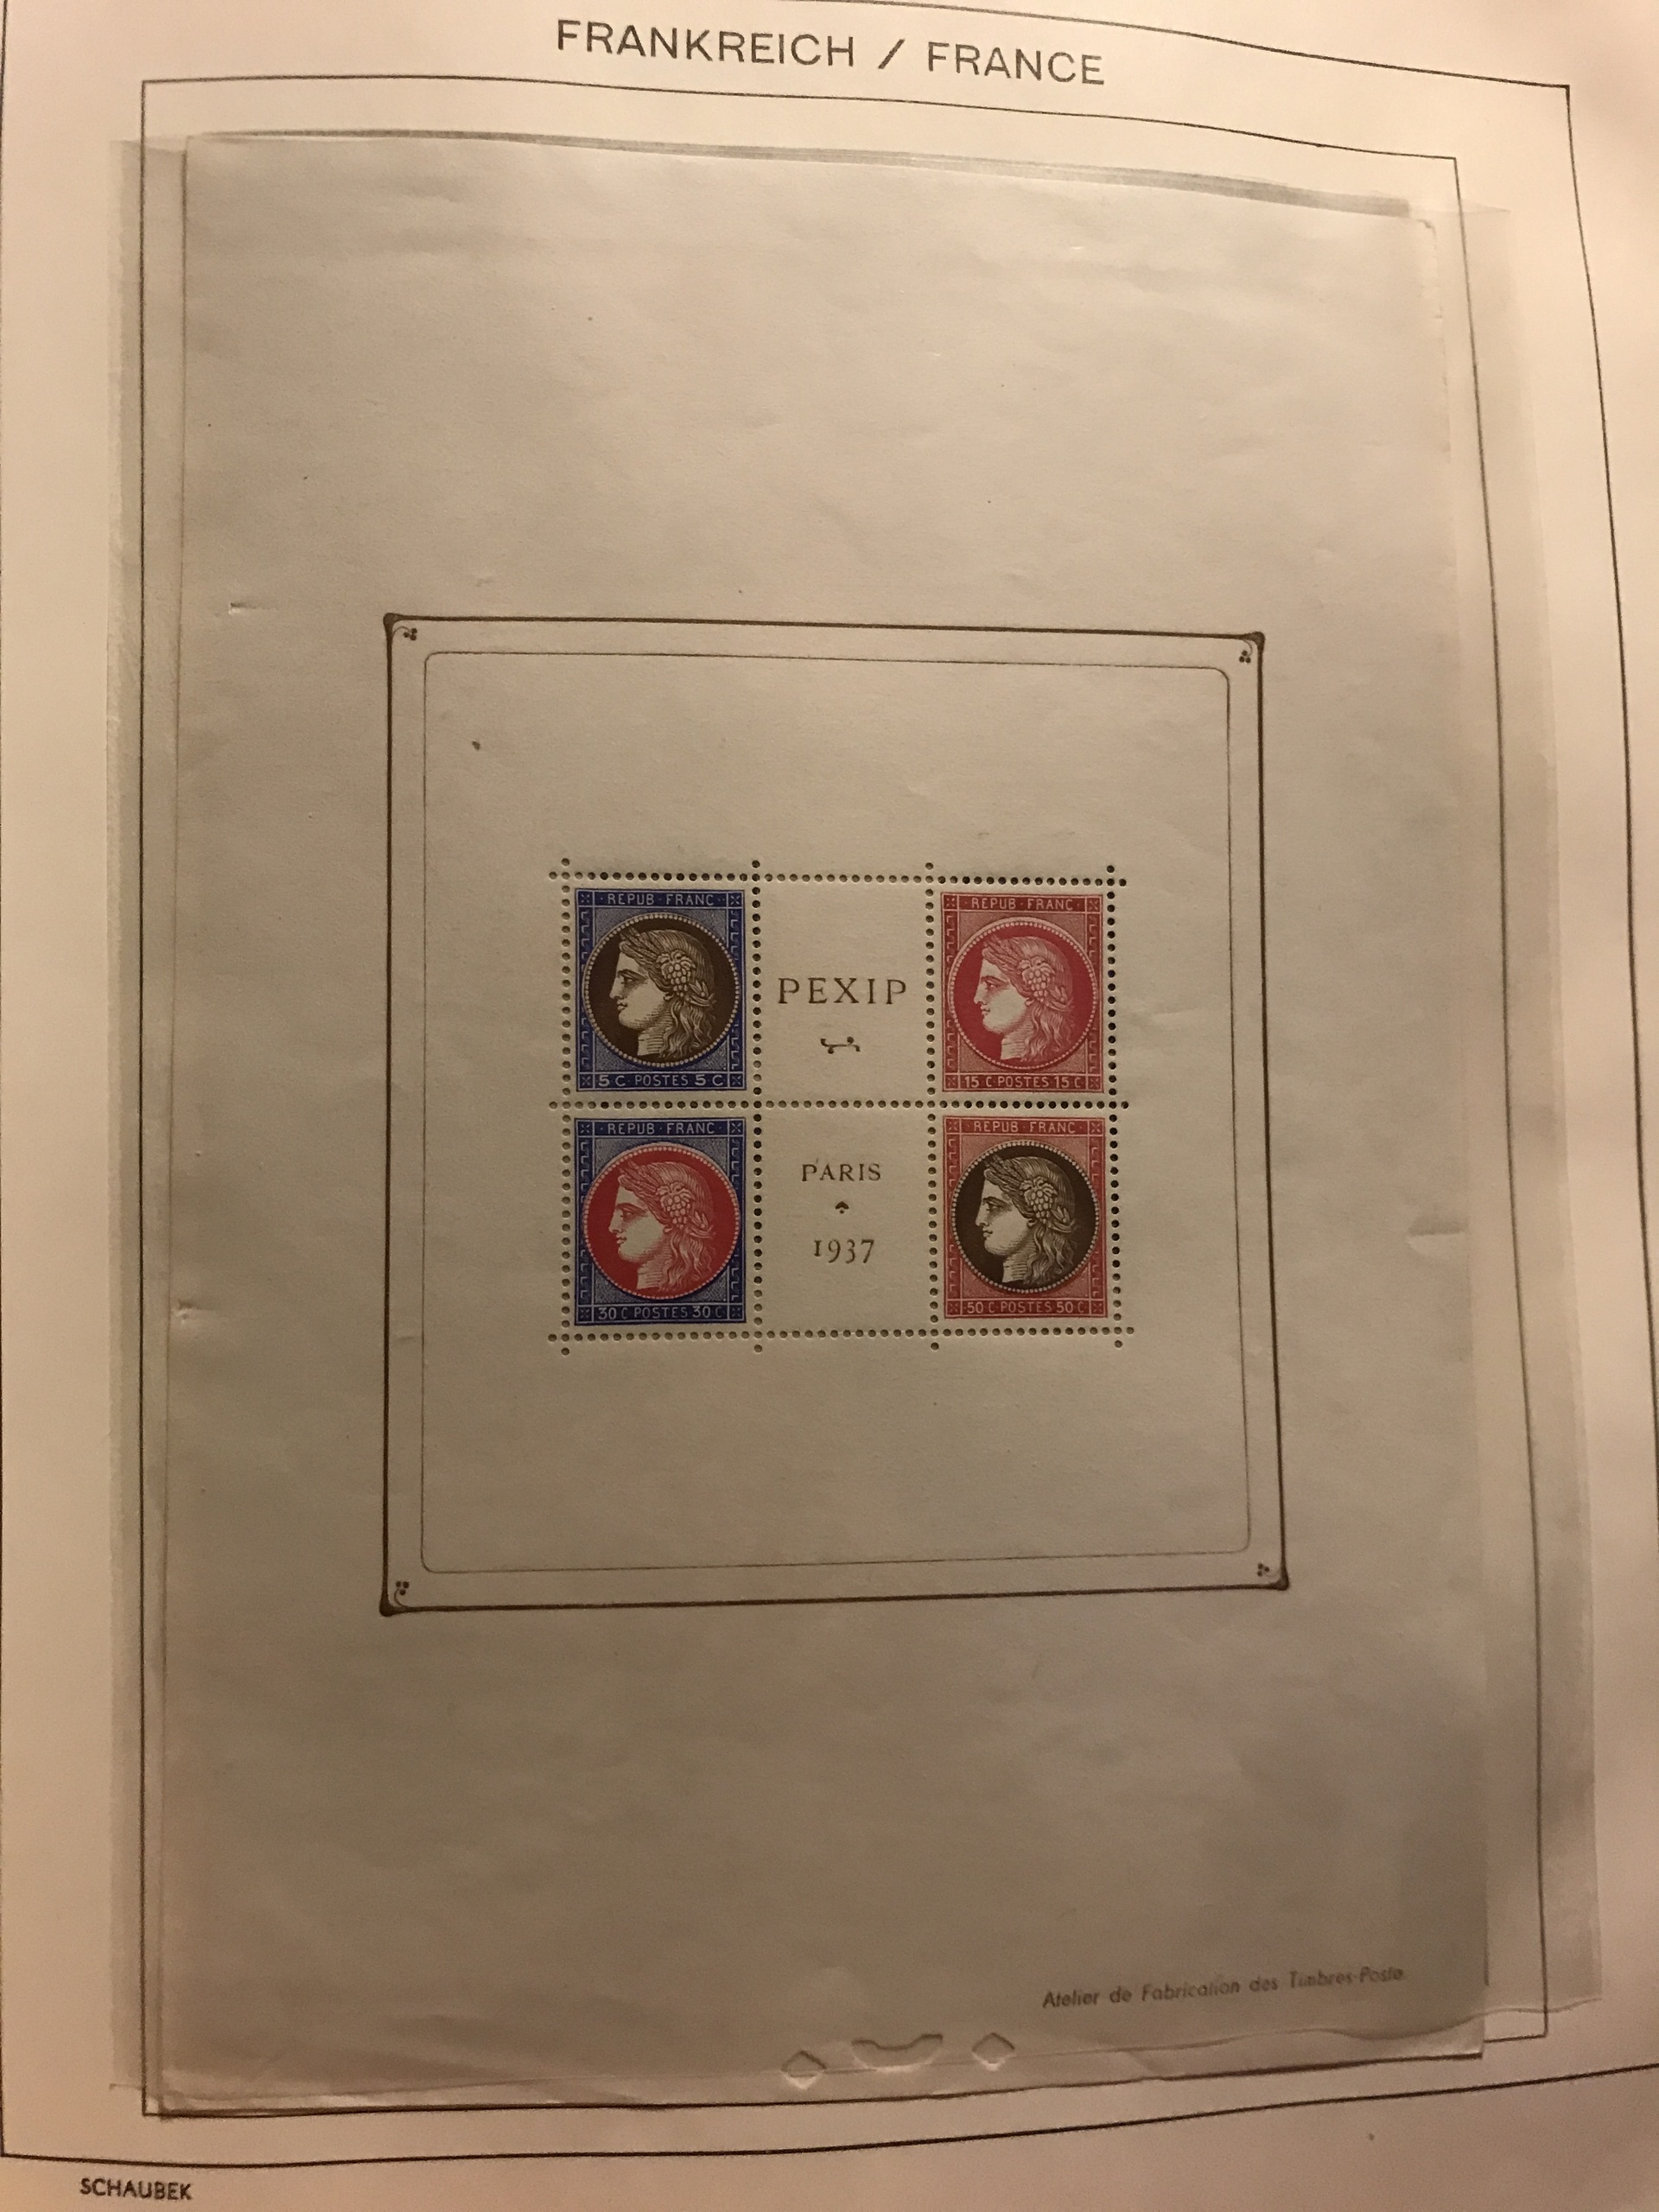 FRANKREICH / FRANCE
REPUB · FRANC
5 C · POSTES 5 C
PEXIP
REPUB · FRANC
15 C · POSTES 15 C
REPUB · FRANC
30 C POSTES 30 C
PARIS
1937
REPUB · FRANC
50 C · POSTES 50 C
Atelier de Fabrication des Timbres-Poste.
SCHAUBEK